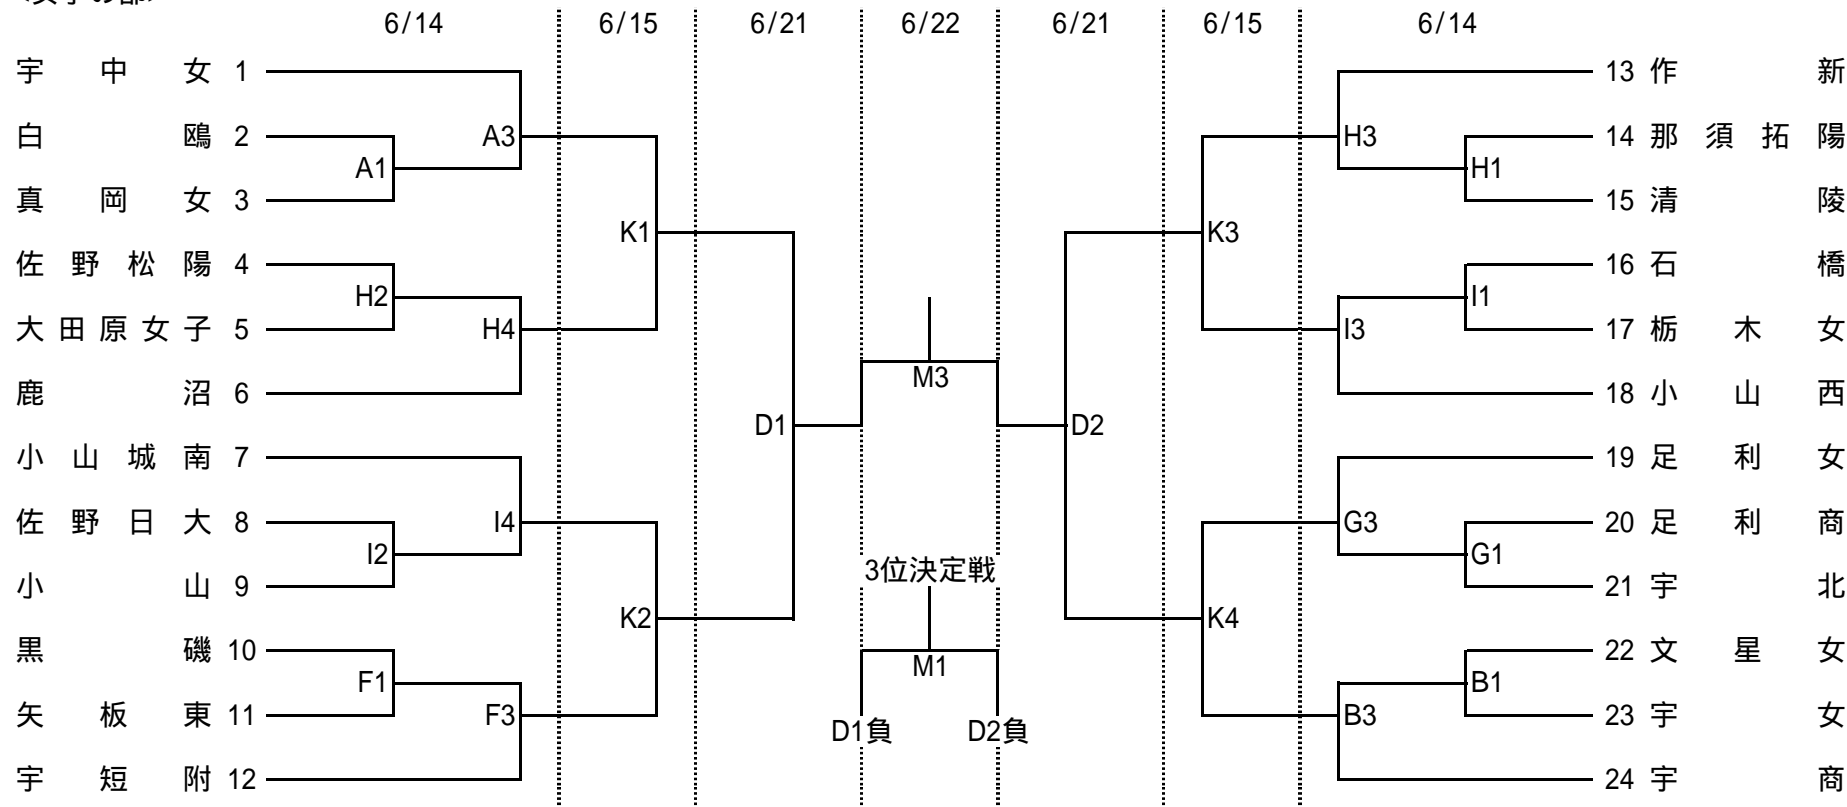 6/14 6/15 6/21 6/22 6/21 6/15 6/14
宇中女 1 13 作新
白鴎 2 A3 H3 14 那須拓陽
A1 H1
真岡女 3 15 清陵
K1 K3
佐野松陽 4 16 石橋
H2 I1
大田原女子 5 H4 I3 17 栃木女
M3
鹿沼 6 18 小山西
D1 D2
小山城南 7 19 足利女
佐野日大 8 I4 G3 20 足利商
I2 G1
3位決定戦
小山 9 21 宇北
K2 K4
黒磯 10 22 文星女
M1
F1 B1
矢板東 11 F3 B3 23 宇女
D1負 D2負
宇短附 12 24 宇商